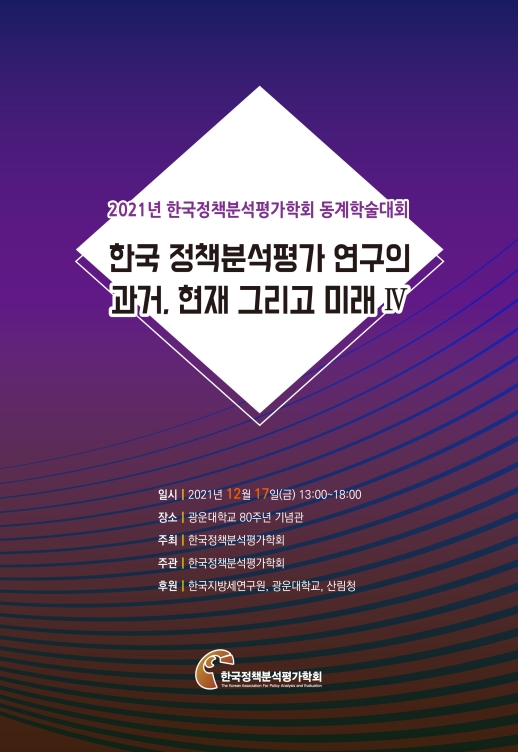 2021년 한국정책분석평가학회 동계학술대회
한국 정책분석평가 연구의
과거, 현재 그리고 미래 Ⅳ
일시 | 2021년 12월 17일(금) 13:00~18:00
장소 | 광운대학교 80주년 기념관
주최 | 한국정책분석평가학회
주관 | 한국정책분석평가학회
후원 | 한국지방세연구원, 광운대학교, 산림청
한국정책분석평가학회
The Korean Association For Policy Analysis and Evaluation